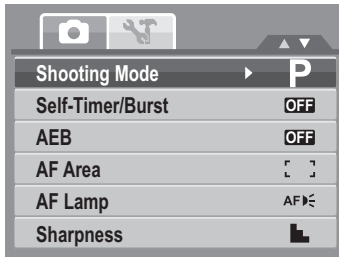 Shooting Mode P
Self-Timer/Burst OFF
AEB OFF
AF Area
AF Lamp AF
Sharpness